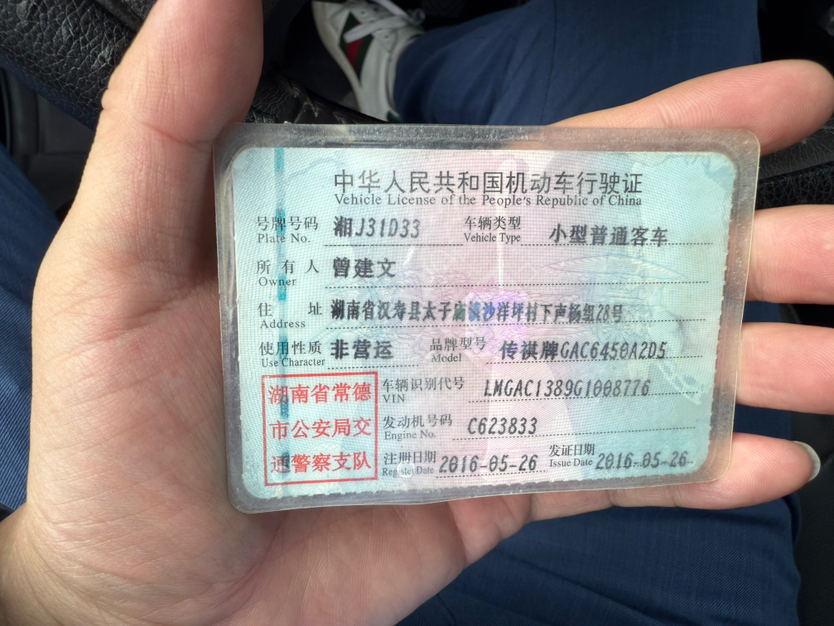 中华人民共和国机动车行驶证
Vehicle License of the People's Republic of China
号牌号码 湘J31D33 车辆类型 小型普通客车
Plate No. Vehicle Type
所有人 曾建文
Owner
住址 湖南省汉寿县太子庙镇沙洋坪村下声杨组28号
Address
使用性质 非营运 品牌型号 传祺牌GAC6450A2D5
Use Character Model
湖南省常德
市公安局交
通警察支队
车辆识别代号 LMGAC1389G1008776
VIN
发动机号码 C623833
Engine No.
注册日期 2016-05-26 发证日期 2016-05-26
Register Date Issue Date